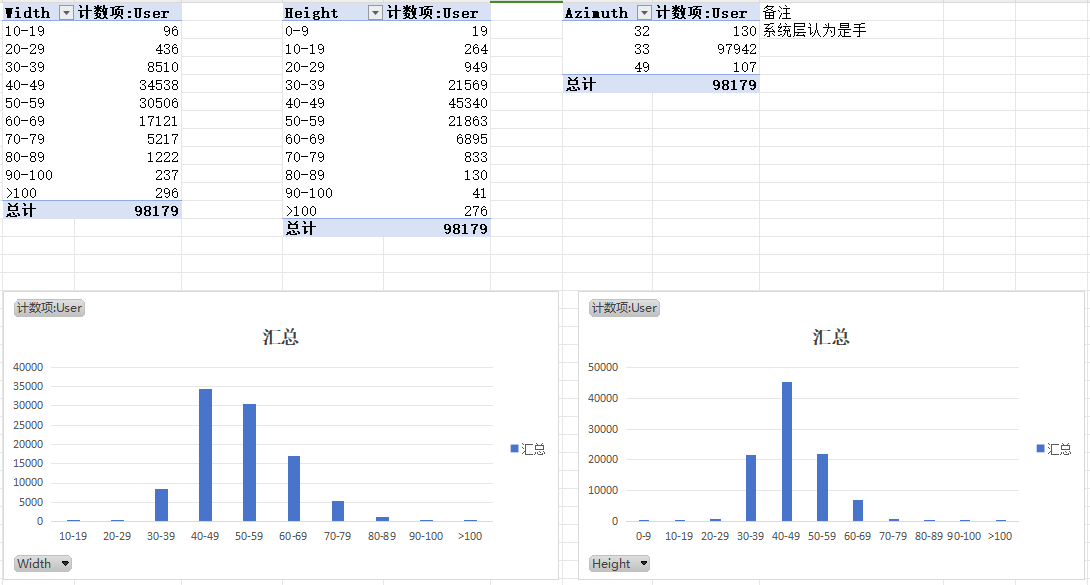 Width 计数项:User
10-19 96
20-29 436
30-39 8510
40-49 34538
50-59 30506
60-69 17121
70-79 5217
80-89 1222
90-100 237
>100 296
总计 98179
Height 计数项:User
0-9 19
10-19 264
20-29 949
30-39 21569
40-49 45340
50-59 21863
60-69 6895
70-79 833
80-89 130
90-100 41
>100 276
总计 98179
Azimuth 计数项:User 备注
32 130 系统层认为是手
33 97942
49 107
总计 98179
计数项:User
汇总
40000
35000
30000
25000
20000
15000
10000
5000
0
10-19 20-29 30-39 40-49 50-59 60-69 70-79 80-89 90-100 >100
汇总
Width
计数项:User
汇总
50000
40000
30000
20000
10000
0
0-9 10-19 20-29 30-39 40-49 50-59 60-69 70-79 80-89 90-100 >100
汇总
Height